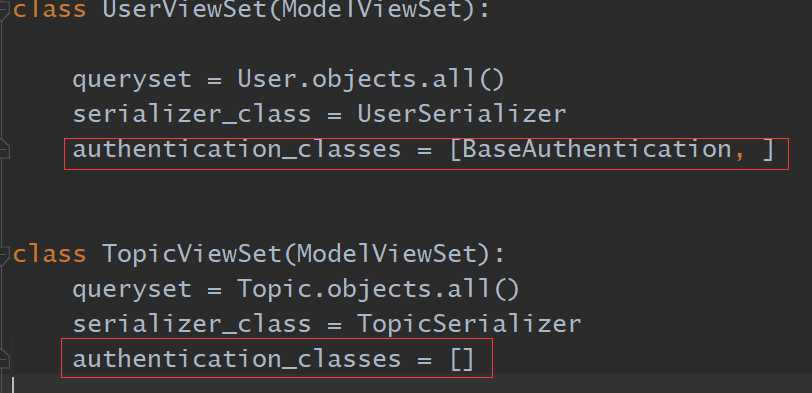 class UserViewSet(ModelViewSet):
queryset = User.objects.all()
serializer_class = UserSerializer
authentication_classes = [BaseAuthentication, ]
class TopicViewSet(ModelViewSet):
queryset = Topic.objects.all()
serializer_class = TopicSerializer
authentication_classes = []